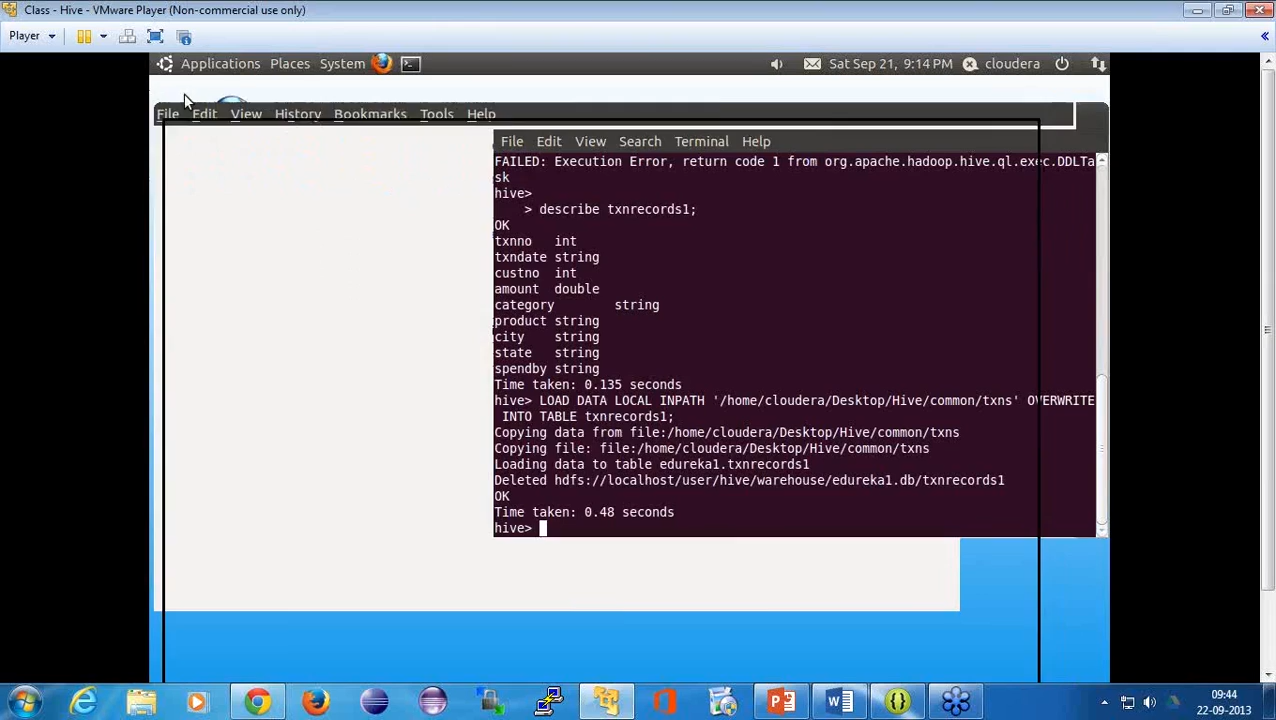 Class - Hive - VMware Player (Non-commercial use only)
Player
Applications Places System Sat Sep 21, 9:14 PM cloudera
File Edit View History Bookmarks Tools Help
File Edit View Search Terminal Help
FAILED: Execution Error, return code 1 from org.apache.hadoop.hive.ql.exec.DDLTa
sk
hive>
> describe txnrecords1;
OK
txnno int
txndate string
custno int
amount double
category string
product string
city string
state string
spendby string
Time taken: 0.135 seconds
hive> LOAD DATA LOCAL INPATH '/home/cloudera/Desktop/Hive/common/txns' OVERWRITE
INTO TABLE txnrecords1;
Copying data from file:/home/cloudera/Desktop/Hive/common/txns
Copying file: file:/home/cloudera/Desktop/Hive/common/txns
Loading data to table edureka1.txnrecords1
Deleted hdfs://localhost/user/hive/warehouse/edureka1.db/txnrecords1
OK
Time taken: 0.48 seconds
hive>
09:44
22-09-2013